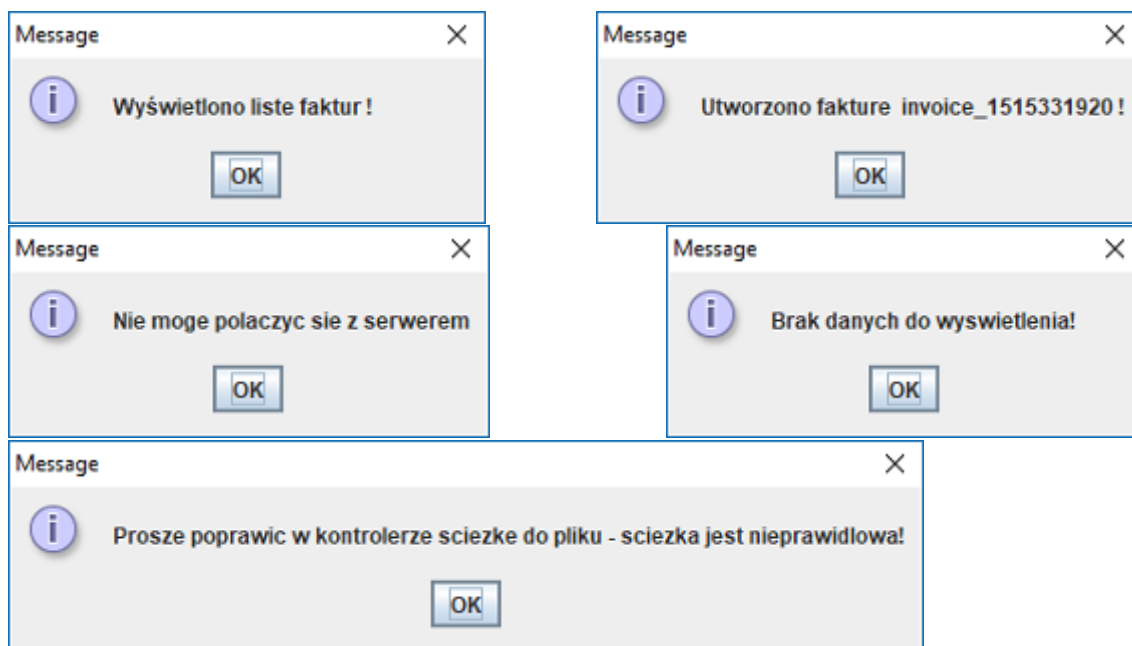 Message
Wyświetlono liste faktur !
OK
Message
Utworzono fakture  invoice_1515331920 !
OK
Message
Nie moge polaczyc sie z serwerem
OK
Message
Brak danych do wyswietlenia!
OK
Message
Prosze poprawic w kontrolerze sciezke do pliku - sciezka jest nieprawidlowa!
OK